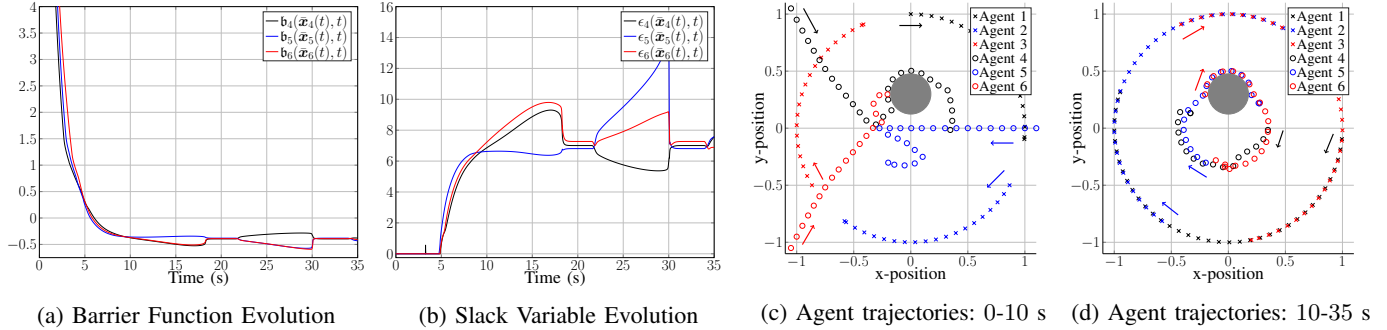 4
3.5
3
2.5
2
1.5
1
0.5
0
−0.5
0
5
10
15
20
25
30
35
Time (s)
𝔟₄(x̄₄(t), t)
𝔟₅(x̄₅(t), t)
𝔟₆(x̄₆(t), t)
(a) Barrier Function Evolution
12
10
8
6
4
2
0
0
5
10
15
20
25
30
35
Time (s)
ϵ₄(x̄₄(t), t)
ϵ₅(x̄₅(t), t)
ϵ₆(x̄₆(t), t)
(b) Slack Variable Evolution
y-position
1
0.5
0
−0.5
−1
−1
−0.5
0
0.5
1
x-position
Agent 1
Agent 2
Agent 3
Agent 4
Agent 5
Agent 6
(c) Agent trajectories: 0-10 s
y-position
1
0.5
0
−0.5
−1
−1
−0.5
0
0.5
1
x-position
Agent 1
Agent 2
Agent 3
Agent 4
Agent 5
Agent 6
(d) Agent trajectories: 10-35 s